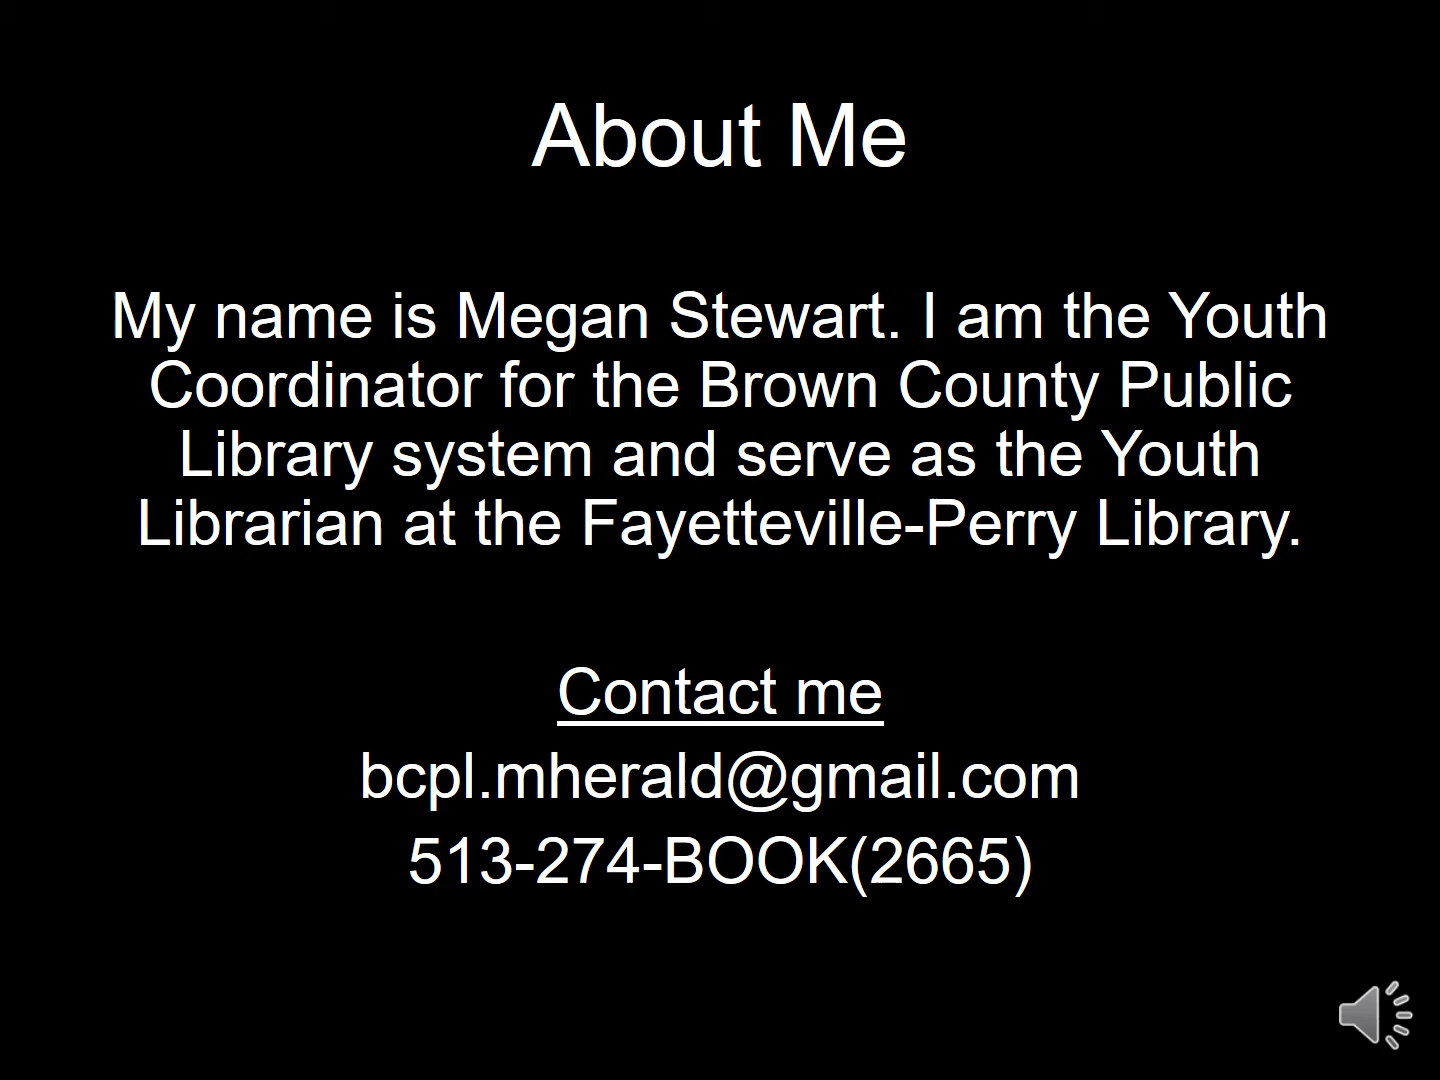 About Me
My name is Megan Stewart. I am the Youth
Coordinator for the Brown County Public
Library system and serve as the Youth
Librarian at the Fayetteville-Perry Library.
Contact me
bcpl.mherald@gmail.com
513-274-BOOK(2665)